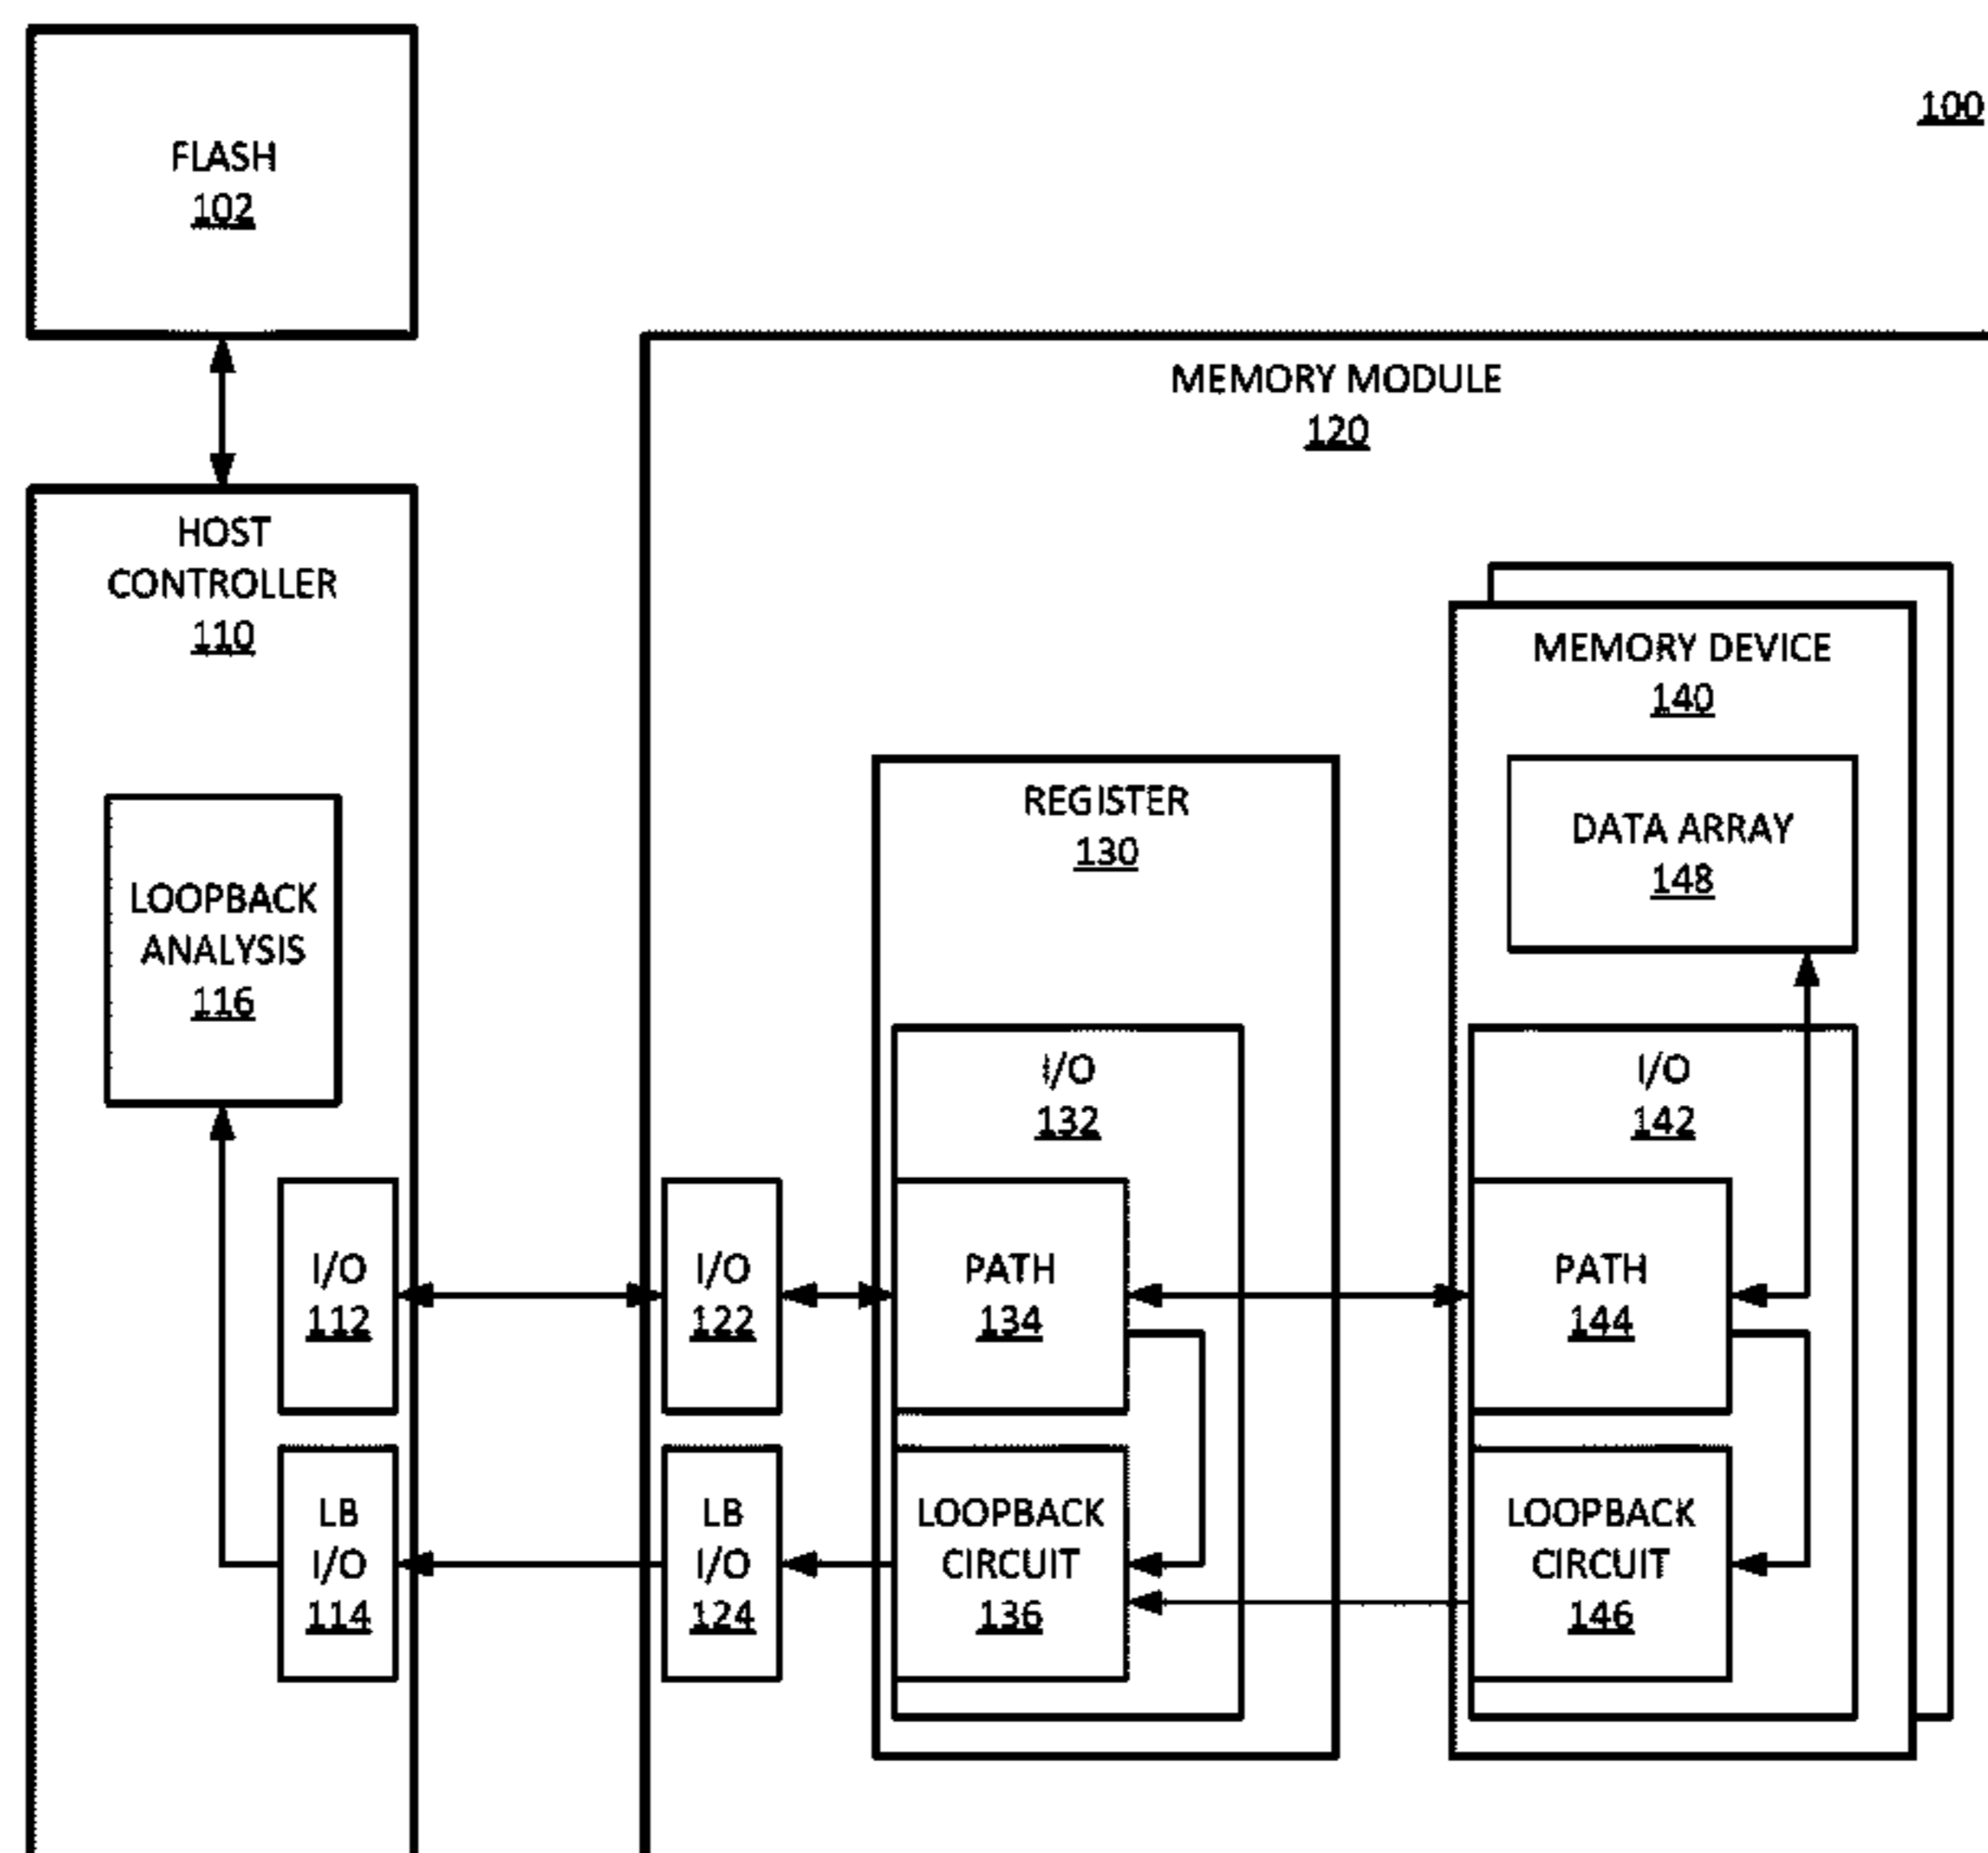 100
FLASH
102
MEMORY MODULE
120
HOST
CONTROLLER
110
MEMORY DEVICE
140
REGISTER
130
DATA ARRAY
148
LOOPBACK
ANALYSIS
116
I/O
132
I/O
142
I/O
112
I/O
122
PATH
134
PATH
144
LB
I/O
114
LB
I/O
124
LOOPBACK
CIRCUIT
136
LOOPBACK
CIRCUIT
146